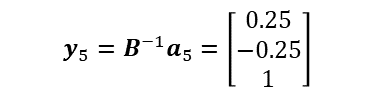 y₅ = B⁻¹a₅ = [0.25
−0.25
1]